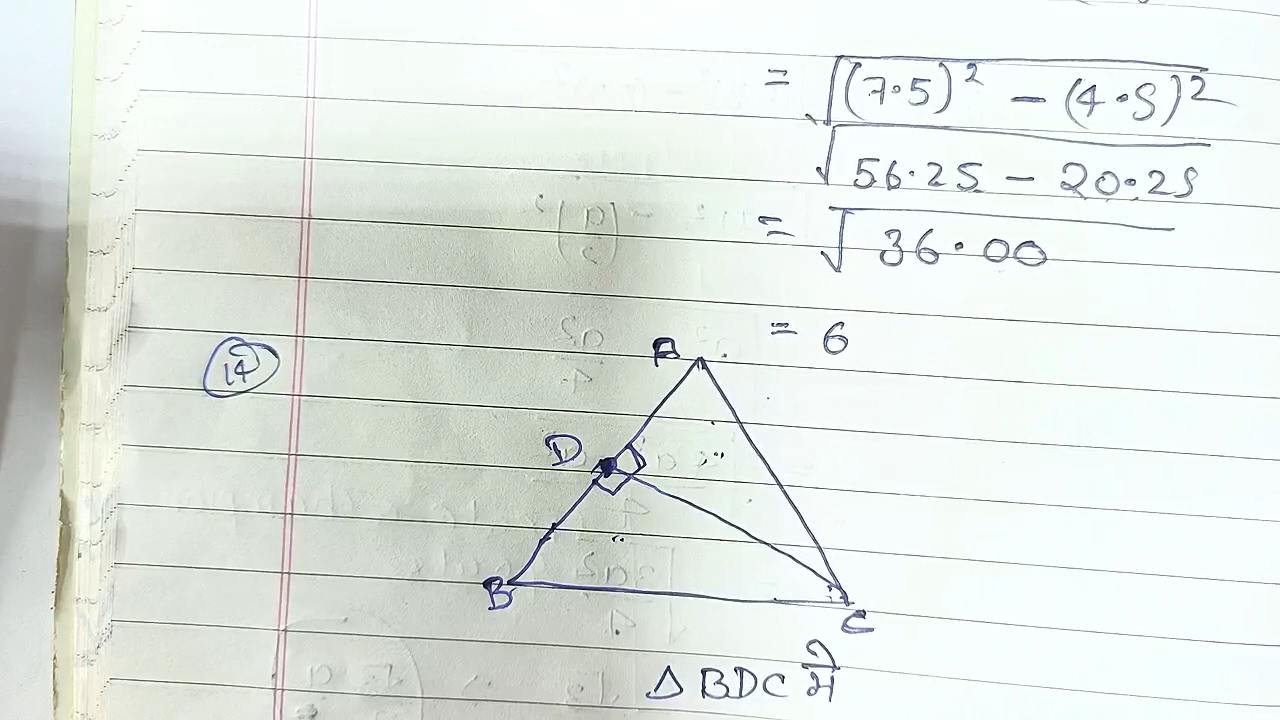 = √(7.5)² - (4.5)²
√56.25 - 20.25
= √36.00
= 6
14
A
D
B
C
Δ BDC में